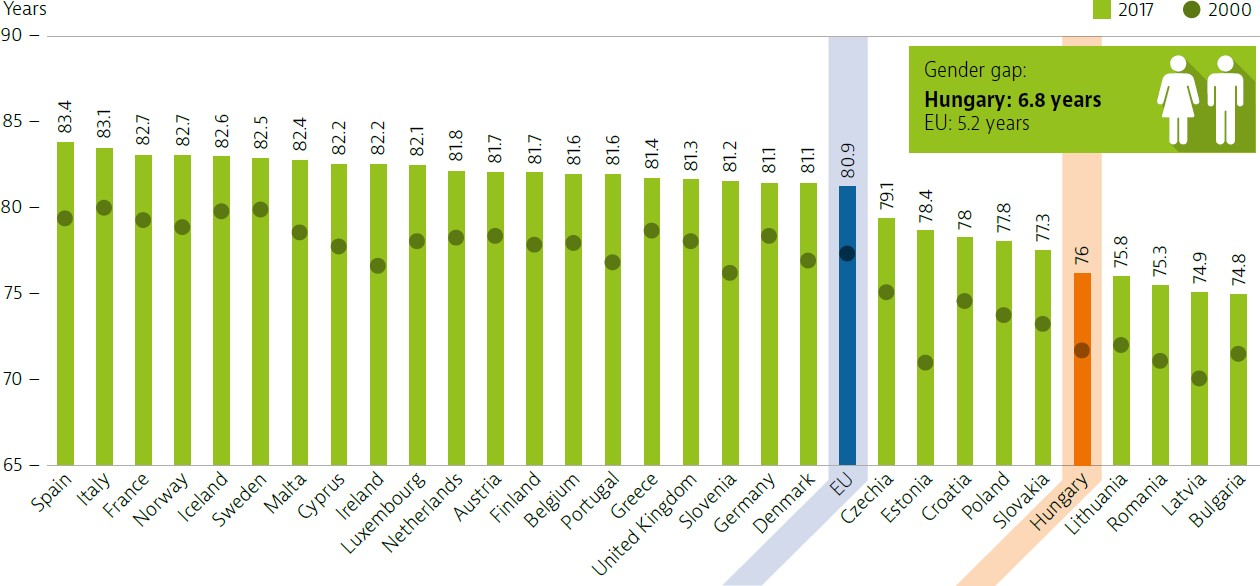 Years
2017
2000
90
85
80
75
70
65
Gender gap:
Hungary: 6.8 years
EU: 5.2 years
83.4
83.1
82.7
82.7
82.6
82.5
82.4
82.2
82.2
82.1
81.8
81.7
81.7
81.6
81.6
81.4
81.3
81.2
81.1
81.1
80.9
79.1
78.4
78
77.8
77.3
76
75.8
75.3
74.9
74.8
Spain
Italy
France
Norway
Iceland
Sweden
Malta
Cyprus
Ireland
Luxembourg
Netherlands
Austria
Finland
Belgium
Portugal
Greece
United Kingdom
Slovenia
Germany
Denmark
EU
Czechia
Estonia
Croatia
Poland
Slovakia
Hungary
Lithuania
Romania
Latvia
Bulgaria